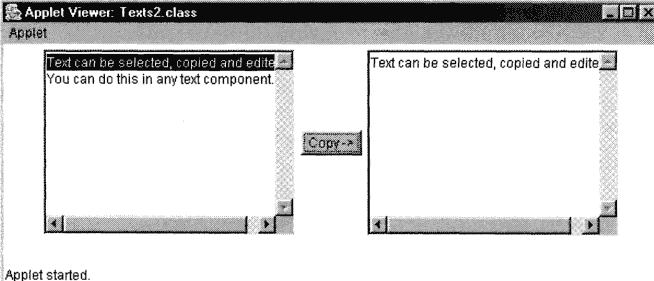 Applet Viewer: Texts2.class
Applet
Text can be selected, copied and edite
You can do this in any text component.
Copy->
Text can be selected, copied and edite
Applet started.